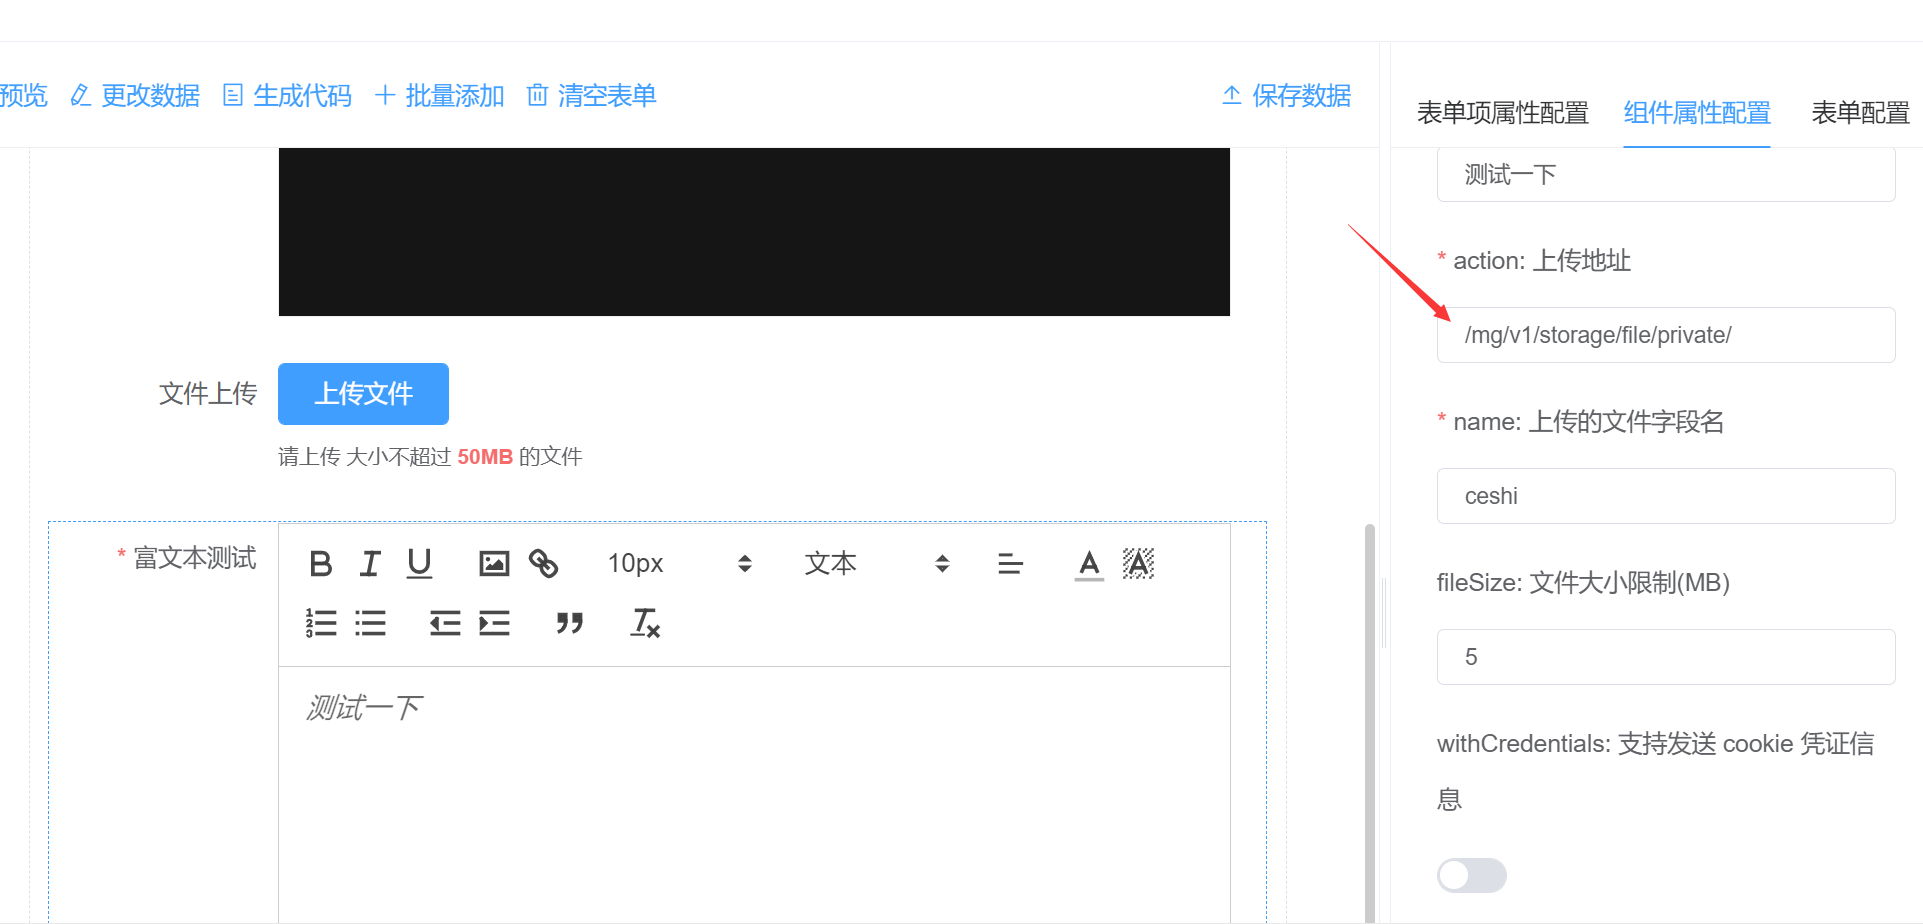 预览 更改数据 生成代码 批量添加 清空表单 保存数据
表单项属性配置 组件属性配置 表单配置
测试一下
* action: 上传地址
/mg/v1/storage/file/private/
文件上传 上传文件
请上传 大小不超过 50MB 的文件
* name: 上传的文件字段名
ceshi
* 富文本测试
B I U 10px 文本 A A
fileSize: 文件大小限制(MB)
5
测试一下
withCredentials: 支持发送 cookie 凭证信
息